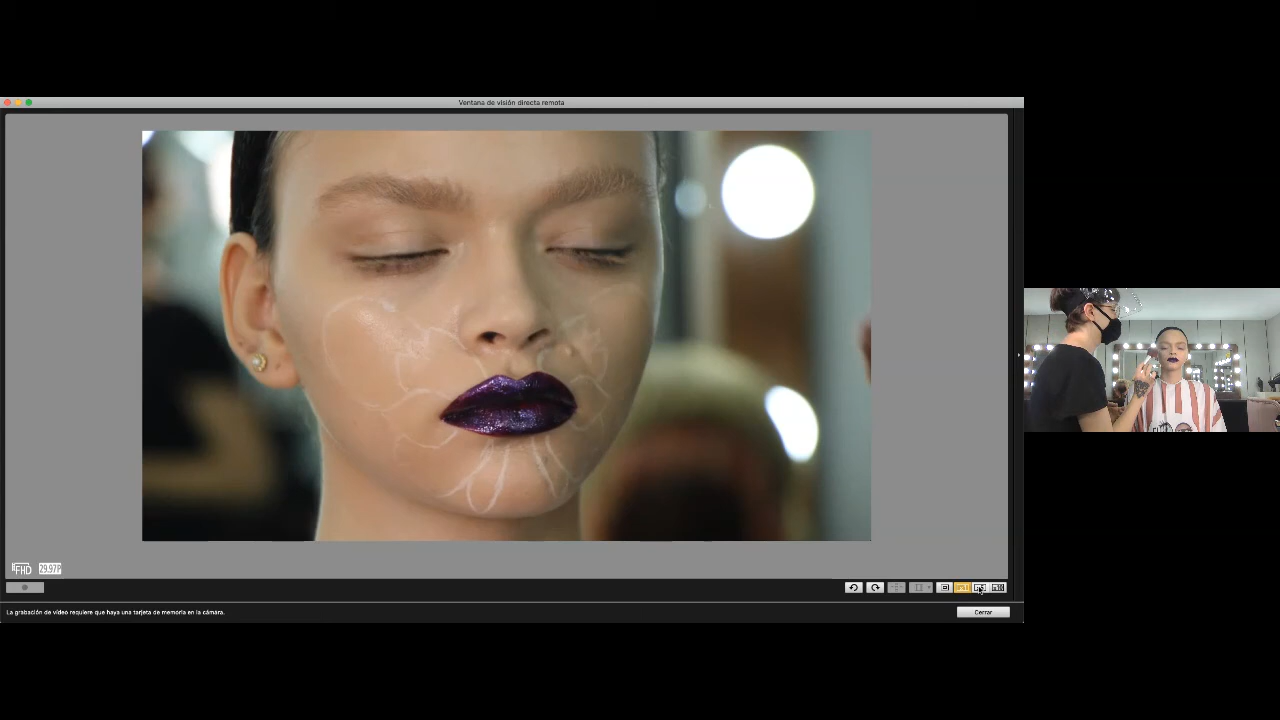 Ventana de visión directa remota
FHD 29.97P
La grabación de vídeo requiere que haya una tarjeta de memoria en la cámara.
Cerrar